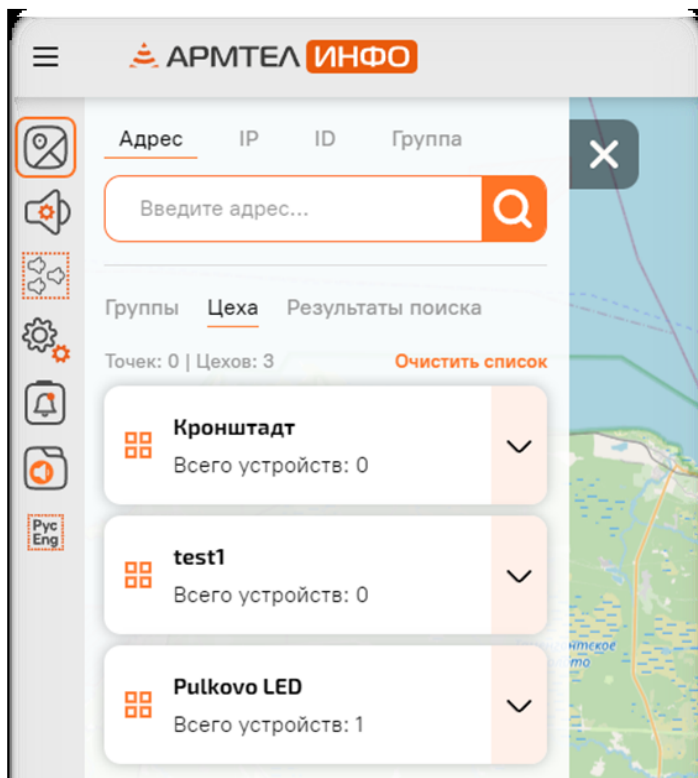 АРМТЕЛ ИНФО
Адрес IP ID Группа
Введите адрес...
Группы Цеха Результаты поиска
Точек: 0 | Цехов: 3 Очистить список
Кронштадт
Всего устройств: 0
test1
Всего устройств: 0
Pulkovo LED
Всего устройств: 1
Рус
Eng